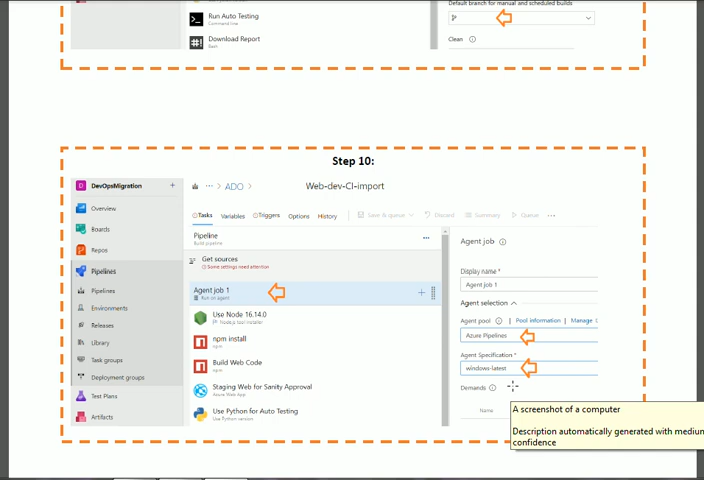 Default branch for manual and scheduled builds
Run Auto Testing
Command line
Download Report
Bash
Clean
Step 10:
D DevOpsMigration +
ADO
Web-dev-CI-import
Overview
Boards
Repos
Pipelines
Pipelines
Environments
Releases
Library
Task groups
Deployment groups
Test Plans
Artifacts
Tasks Variables Triggers Options History Save & queue Discard Summary Queue ...
Pipeline
Build pipeline
Get sources
Some settings need attention
Agent job 1
Run on agent
Use Node 16.14.0
Node.js tool installer
npm install
npm
Build Web Code
npm
Staging Web for Sanity Approval
Azure Web App
Use Python for Auto Testing
Use Python version
Agent job
Display name *
Agent job 1
Agent selection
Agent pool | Pool information | Manage
Azure Pipelines
Agent Specification *
windows-latest
Demands
Name
A screenshot of a computer
Description automatically generated with medium
confidence